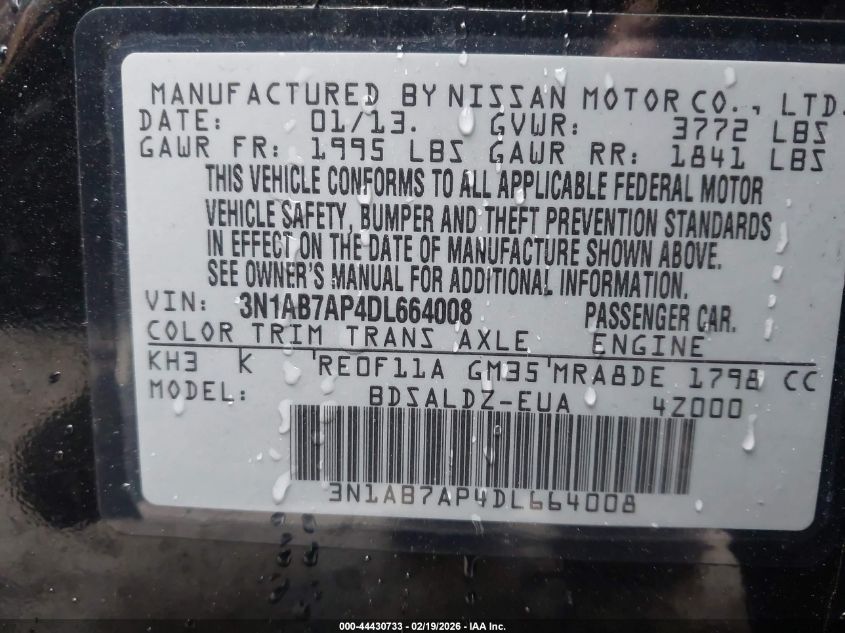 MANUFACTURED BY NISSAN MOTOR CO., LTD.
DATE: 01/13. GVWR: 3772 LBS
GAWR FR: 1995 LBS GAWR RR: 1841 LBS
THIS VEHICLE CONFORMS TO ALL APPLICABLE FEDERAL MOTOR
VEHICLE SAFETY, BUMPER AND THEFT PREVENTION STANDARDS
IN EFFECT ON THE DATE OF MANUFACTURE SHOWN ABOVE.
SEE OWNER'S MANUAL FOR ADDITIONAL INFORMATION.
VIN: 3N1AB7AP4DL664008 PASSENGER CAR.
COLOR TRIM TRANS AXLE ENGINE
KH3 K RE0F11A GM35 MRA8DE 1798 CC
MODEL: BDSALDZ-EUA 4Z000
3N1AB7AP4DL664008
000-44430733 - 02/19/2026 - IAA Inc.